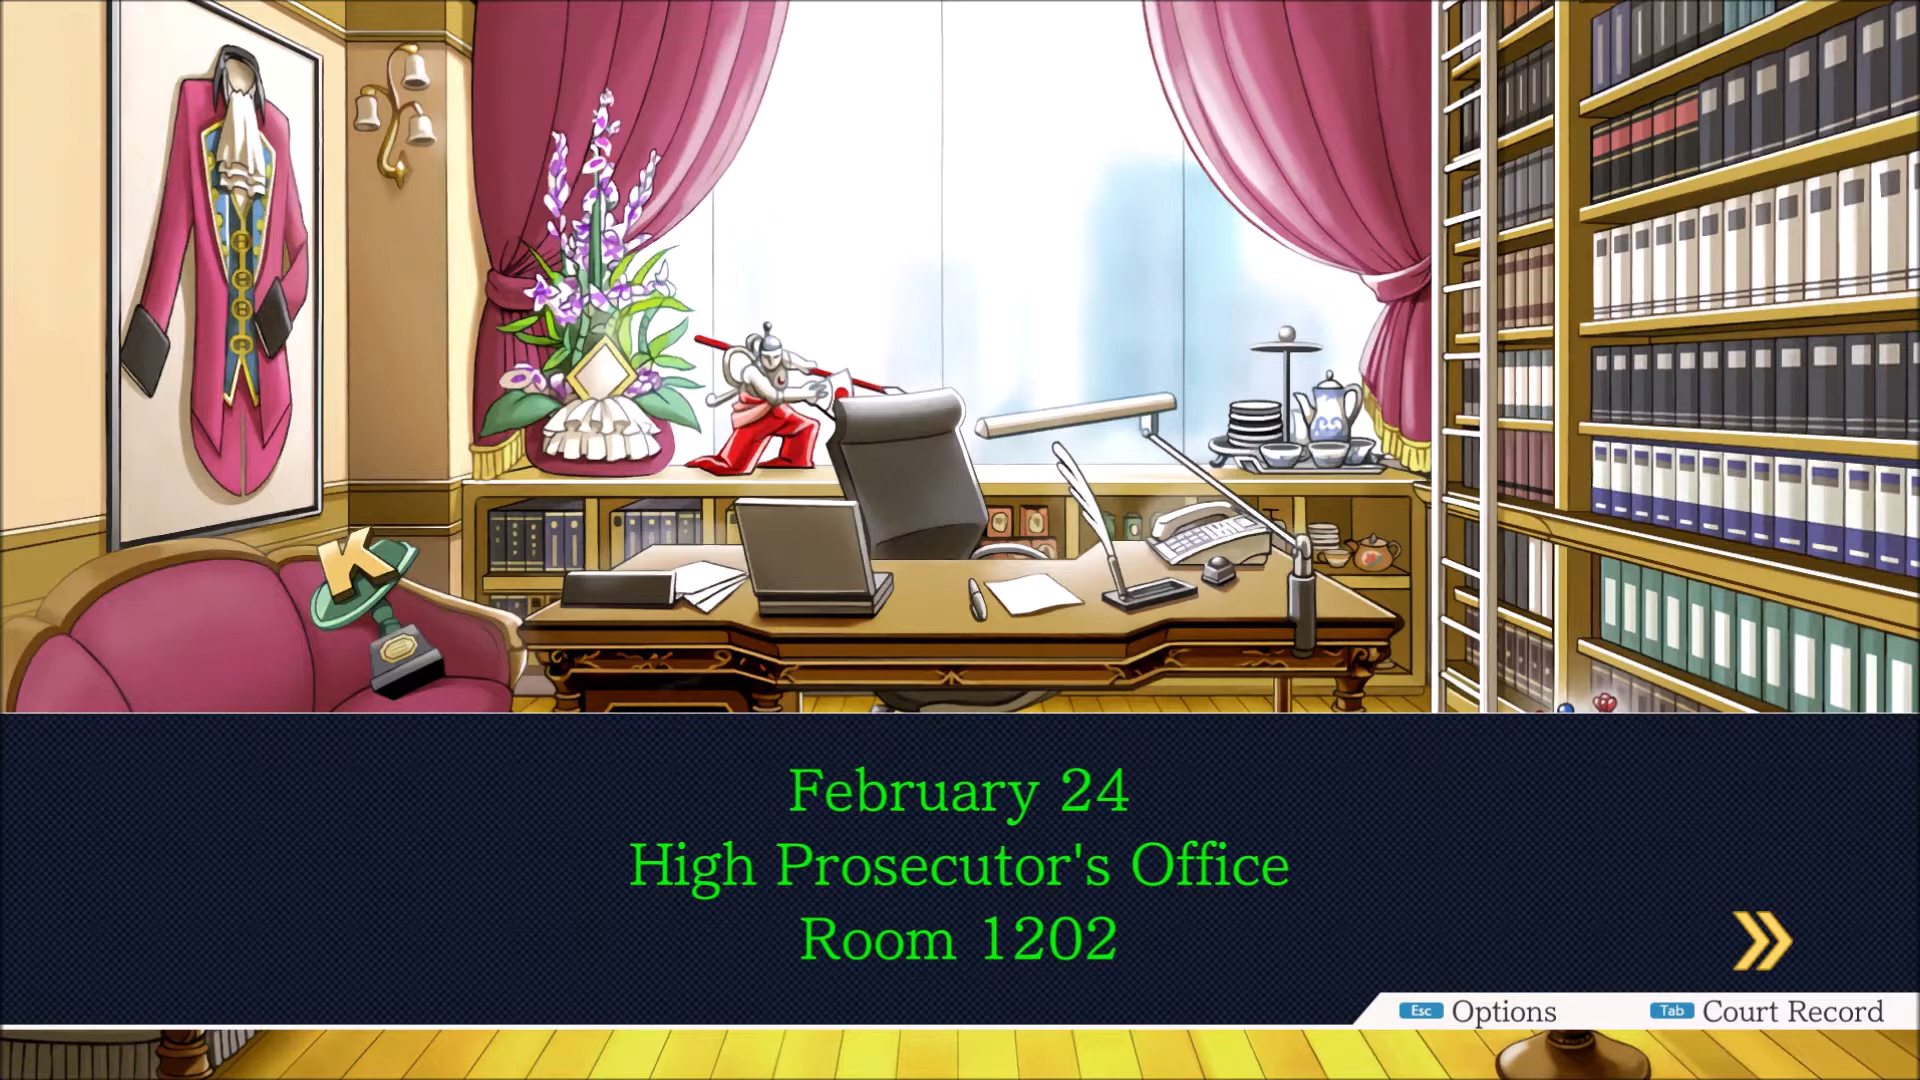 K
February 24
High Prosecutor's Office
Room 1202
Esc Options
Tab Court Record